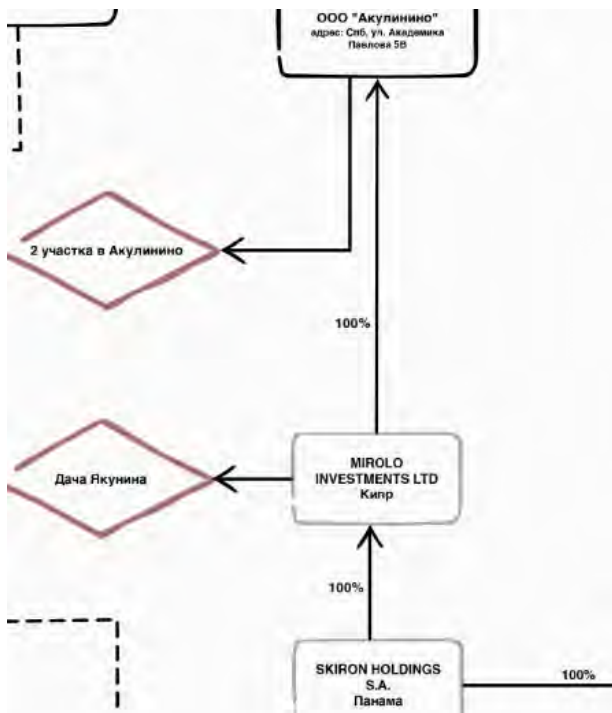 ООО "Акулинино"
адрес: Спб, ул. Академика
Павлова 5В
2 участка в Акулинино
100%
Дача Якунина
MIROLO
INVESTMENTS LTD
Кипр
100%
SKIRON HOLDINGS
S.A.
Панама
100%